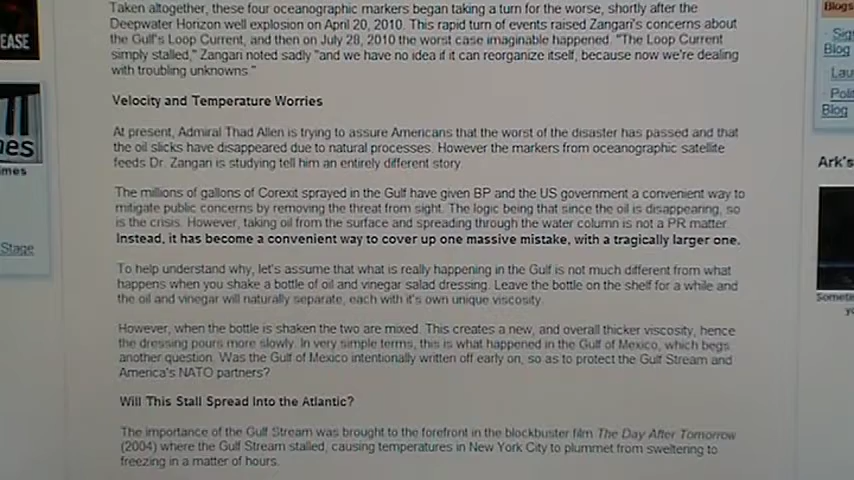 Taken altogether, these four oceanographic markers began taking a turn for the worse, shortly after the
Deepwater Horizon well explosion on April 20, 2010. This rapid turn of events raised Zangari's concerns about
the Gulf's Loop Current, and then on July 28, 2010 the worst case imaginable happened. "The Loop Current
simply stalled," Zangari noted sadly "and we have no idea if it can reorganize itself, because now we're dealing
with troubling unknowns."
Velocity and Temperature Worries
At present, Admiral Thad Allen is trying to assure Americans that the worst of the disaster has passed and that
the oil slicks have disappeared due to natural processes. However the markers from oceanographic satellite
feeds Dr. Zangari is studying tell him an entirely different story.
The millions of gallons of Corexit sprayed in the Gulf have given BP and the US government a convenient way to
mitigate public concerns by removing the threat from sight. The logic being that since the oil is disappearing, so
is the crisis. However, taking oil from the surface and spreading through the water column is not a PR matter.
Instead, it has become a convenient way to cover up one massive mistake, with a tragically larger one.
To help understand why, let's assume that what is really happening in the Gulf is not much different from what
happens when you shake a bottle of oil and vinegar salad dressing. Leave the bottle on the shelf for a while and
the oil and vinegar will naturally separate, each with it's own unique viscosity.
However, when the bottle is shaken the two are mixed. This creates a new, and overall thicker viscosity, hence
the dressing pours more slowly. In very simple terms, this is what happened in the Gulf of Mexico, which begs
another question. Was the Gulf of Mexico intentionally written off early on, so as to protect the Gulf Stream and
America's NATO partners?
Will This Stall Spread Into the Atlantic?
The importance of the Gulf Stream was brought to the forefront in the blockbuster film The Day After Tomorrow
(2004) where the Gulf Stream stalled, causing temperatures in New York City to plummet from sweltering to
freezing in a matter of hours.
EASE
mes
imes
Stage
Blogs
· Sig
Blog
· Lau
· Poli
Blog
Ark's
Someti
yo